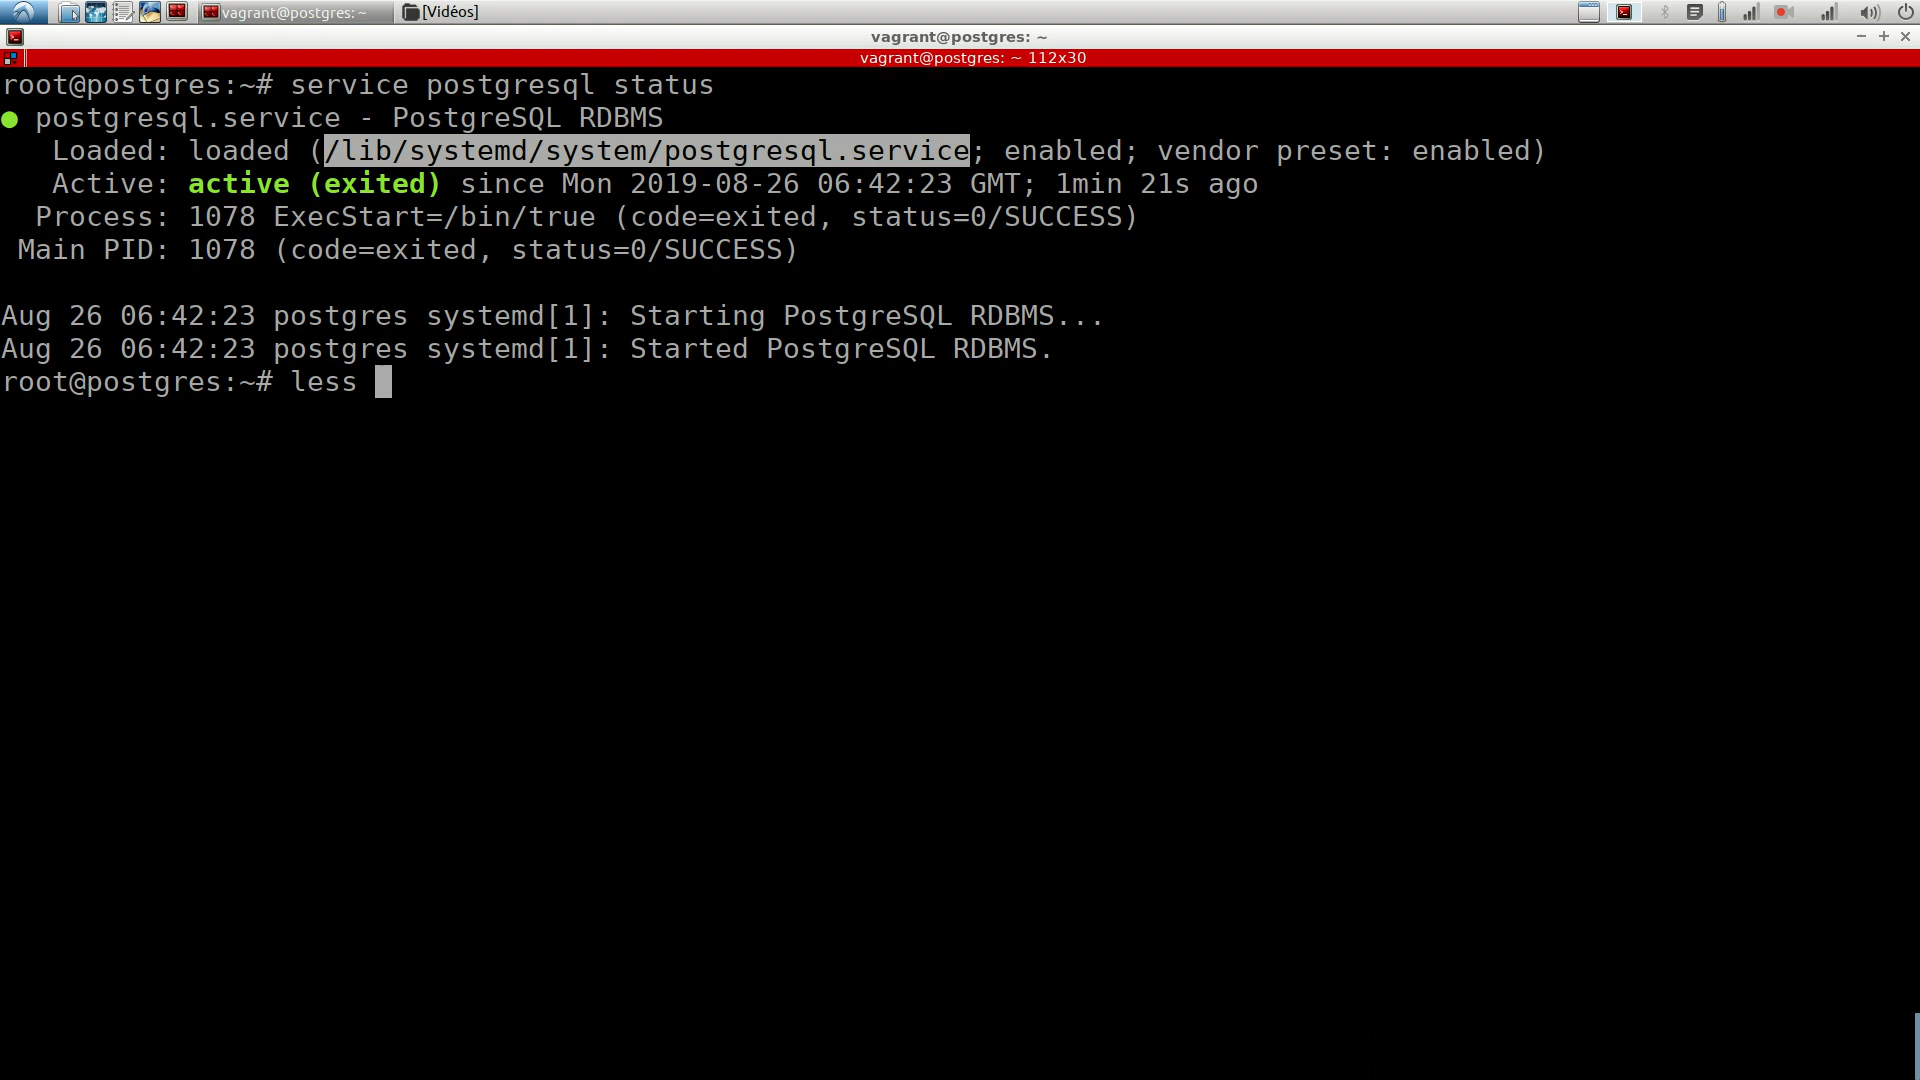 vagrant@postgres: ~ [Vidéos]
vagrant@postgres: ~
vagrant@postgres: ~ 112x30
root@postgres:~# service postgresql status
● postgresql.service - PostgreSQL RDBMS
   Loaded: loaded (/lib/systemd/system/postgresql.service; enabled; vendor preset: enabled)
   Active: active (exited) since Mon 2019-08-26 06:42:23 GMT; 1min 21s ago
  Process: 1078 ExecStart=/bin/true (code=exited, status=0/SUCCESS)
 Main PID: 1078 (code=exited, status=0/SUCCESS)
Aug 26 06:42:23 postgres systemd[1]: Starting PostgreSQL RDBMS...
Aug 26 06:42:23 postgres systemd[1]: Started PostgreSQL RDBMS.
root@postgres:~# less